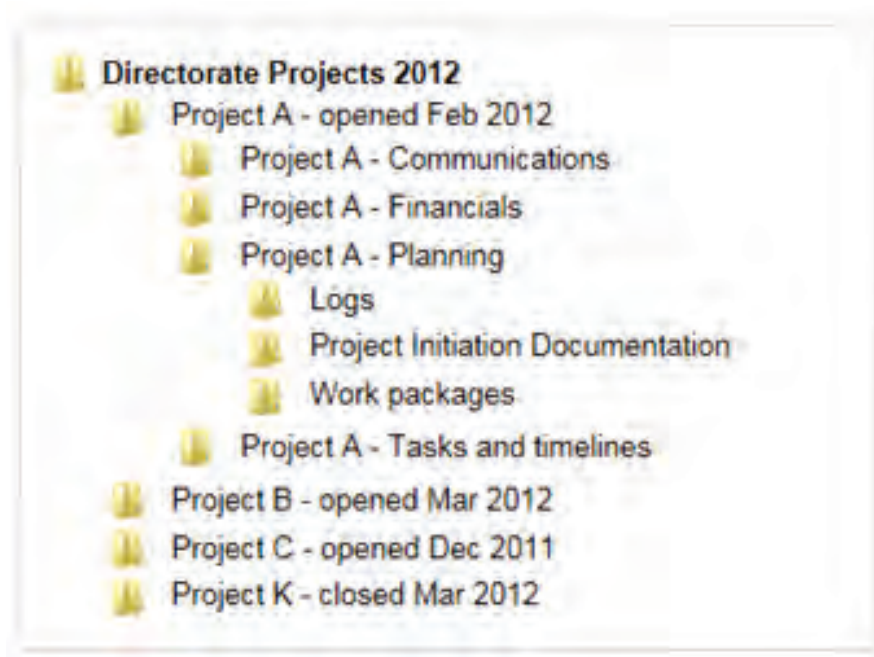 Directorate Projects 2012
Project A - opened Feb 2012
Project A - Communications
Project A - Financials
Project A - Planning
Logs
Project Initiation Documentation
Work packages
Project A - Tasks and timelines
Project B - opened Mar 2012
Project C - opened Dec 2011
Project K - closed Mar 2012